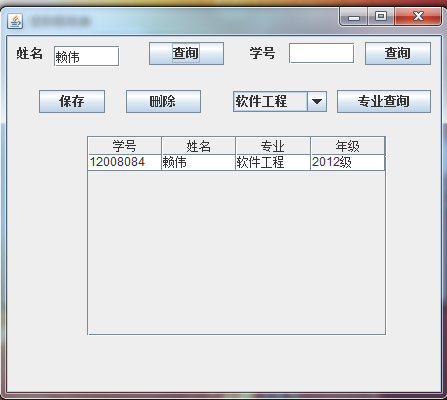 姓名 赖伟 查询 学号 查询
保存 删除 软件工程 专业查询
学号 姓名 专业 年级
12008084 赖伟 软件工程 2012级